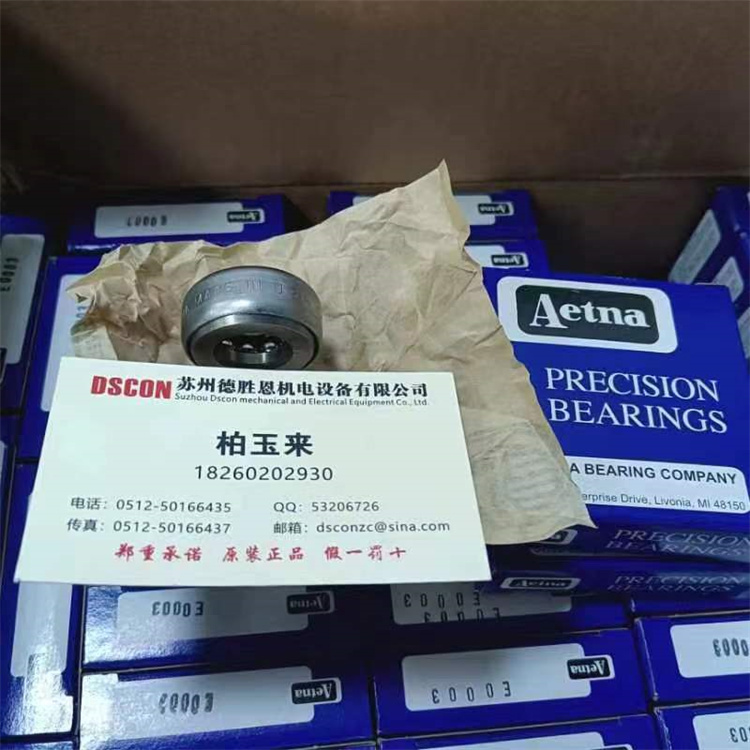 E0003
E0003
Aetna
Aetna
Aetna
PRECISION
BEARINGS
A BEARING COMPANY
erprise Drive, Livonia, MI 48150
DSCON 苏州德胜恩机电设备有限公司
Suzhou Dscon mechanical and Electrical Equipment Co., Ltd.
柏玉来
18260202930
电话：0512-50166435 QQ：53206726
传真：0512-50166437 邮箱：dsconzc@sina.com
郑重承诺 原装正品 假一罚十
PRECISION
BEARINGS
Aetna
PRECISION
BEARINGS
Aetna
E0003
Aetna
E0003
Aetna
E0003
Aetna
E0003
Aetna